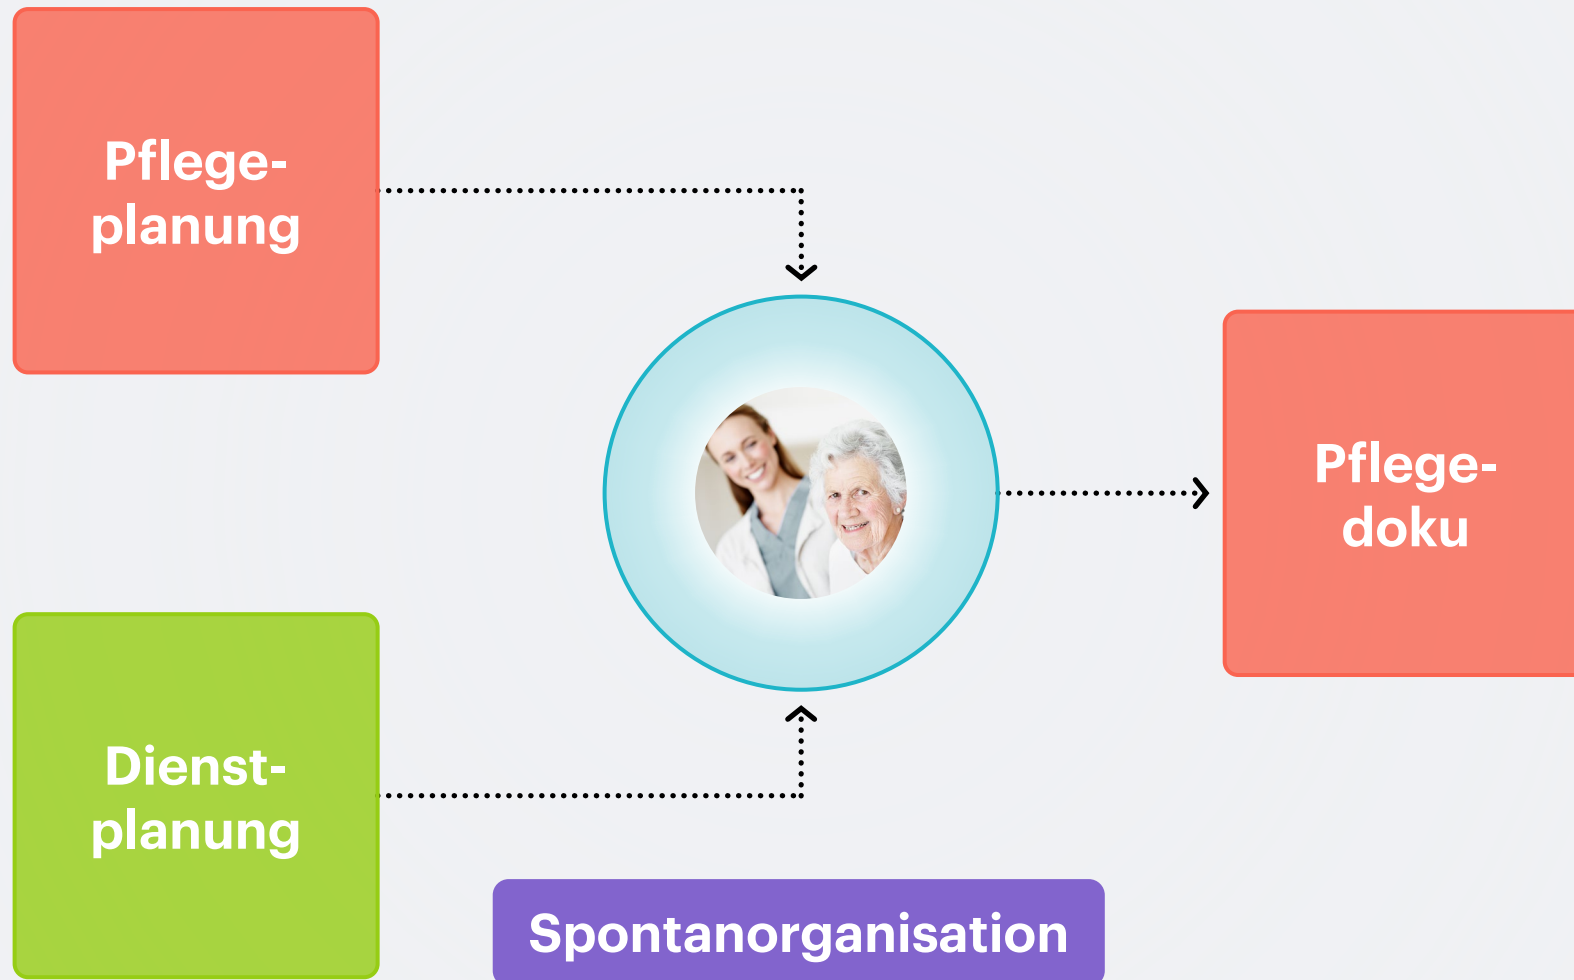 Pflege-
planung
Pflege-
doku
Dienst-
planung
Spontanorganisation